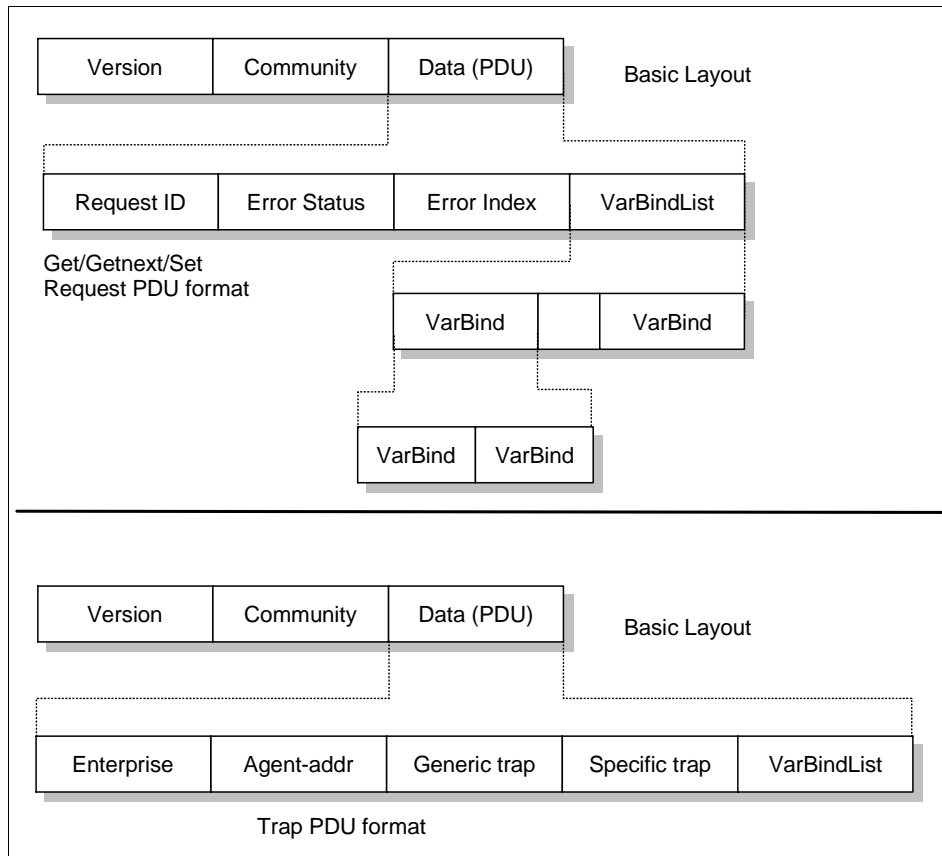 Version Community Data (PDU) Basic Layout
Request ID Error Status Error Index VarBindList
Get/Getnext/Set
Request PDU format
VarBind VarBind
VarBind VarBind
Version Community Data (PDU) Basic Layout
Enterprise Agent-addr Generic trap Specific trap VarBindList
Trap PDU format